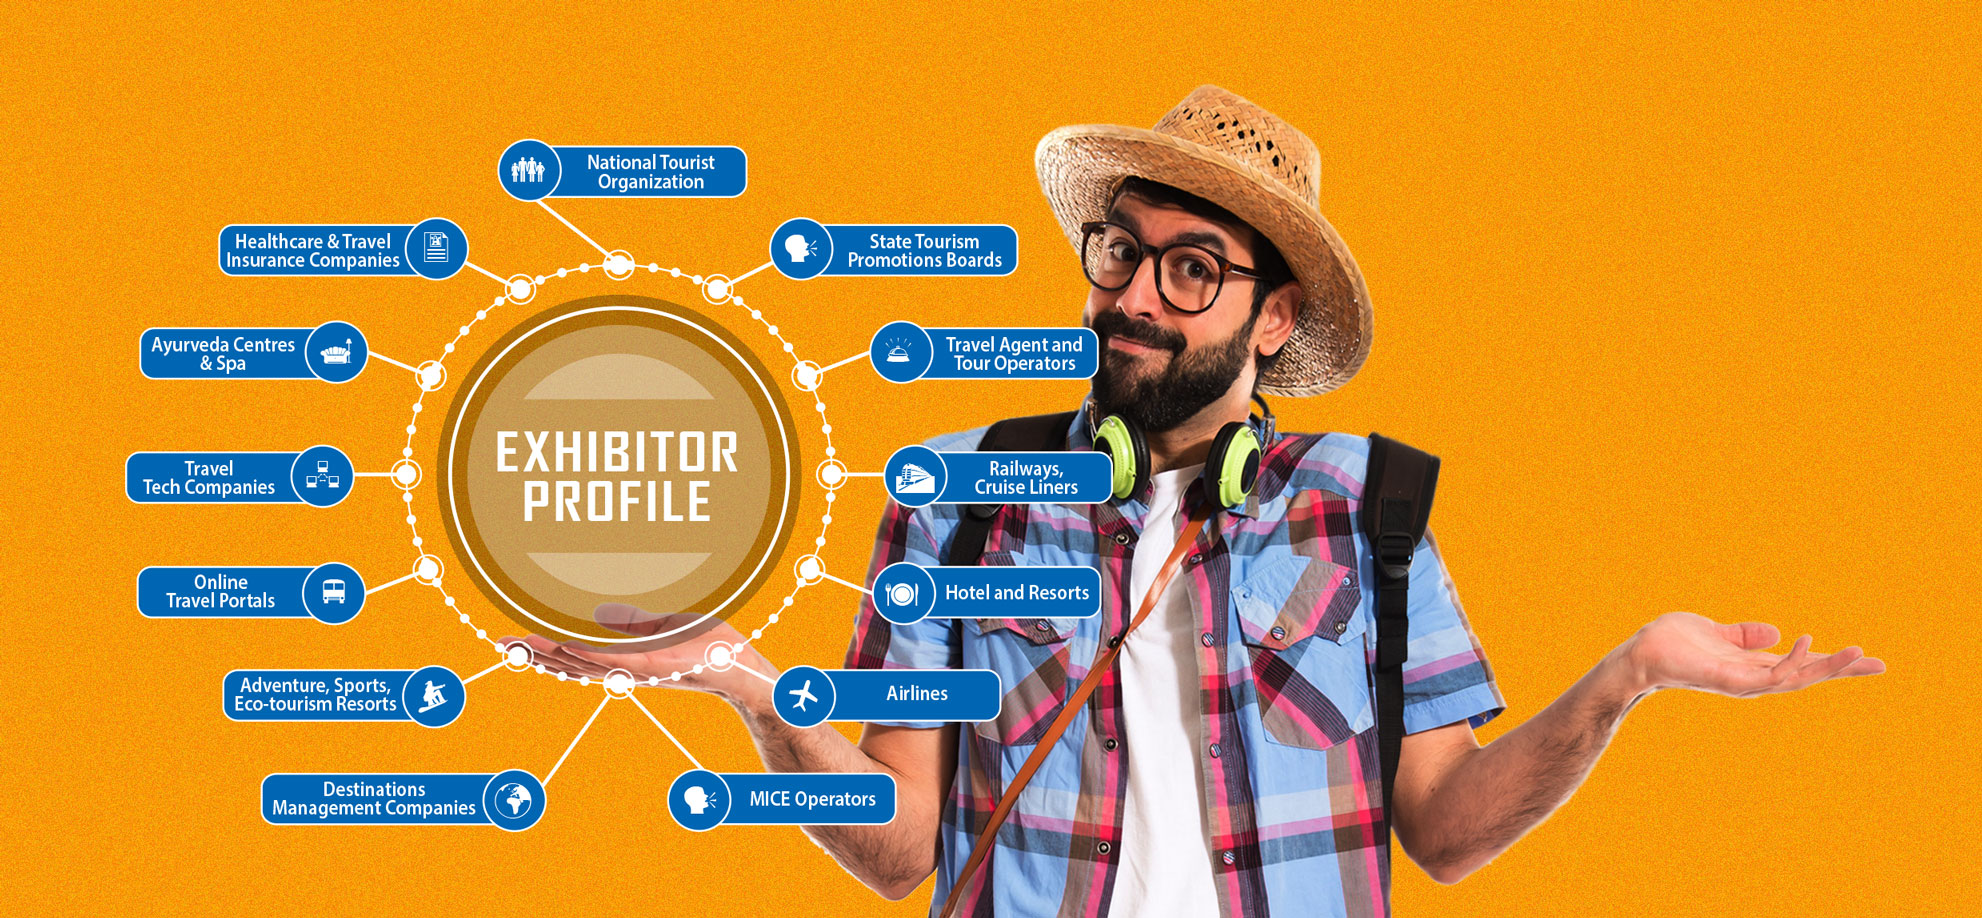 National Tourist
Organization
Healthcare & Travel
Insurance Companies
State Tourism
Promotions Boards
Ayurveda Centres
& Spa
Travel Agent and
Tour Operators
EXHIBITOR
PROFILE
Travel
Tech Companies
Railways,
Cruise Liners
Online
Travel Portals
Hotel and Resorts
Adventure, Sports,
Eco-tourism Resorts
Airlines
Destinations
Management Companies
MICE Operators